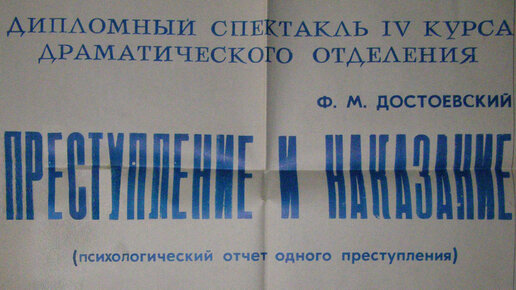 ДИПЛОМНЫЙ СПЕКТАКЛЬ IV КУРСА
ДРАМАТИЧЕСКОГО ОТДЕЛЕНИЯ
Ф. М. ДОСТОЕВСКИЙ
ПРЕСТУПЛЕНИЕ И НАКАЗАНИЕ
(психологический отчет одного преступления)